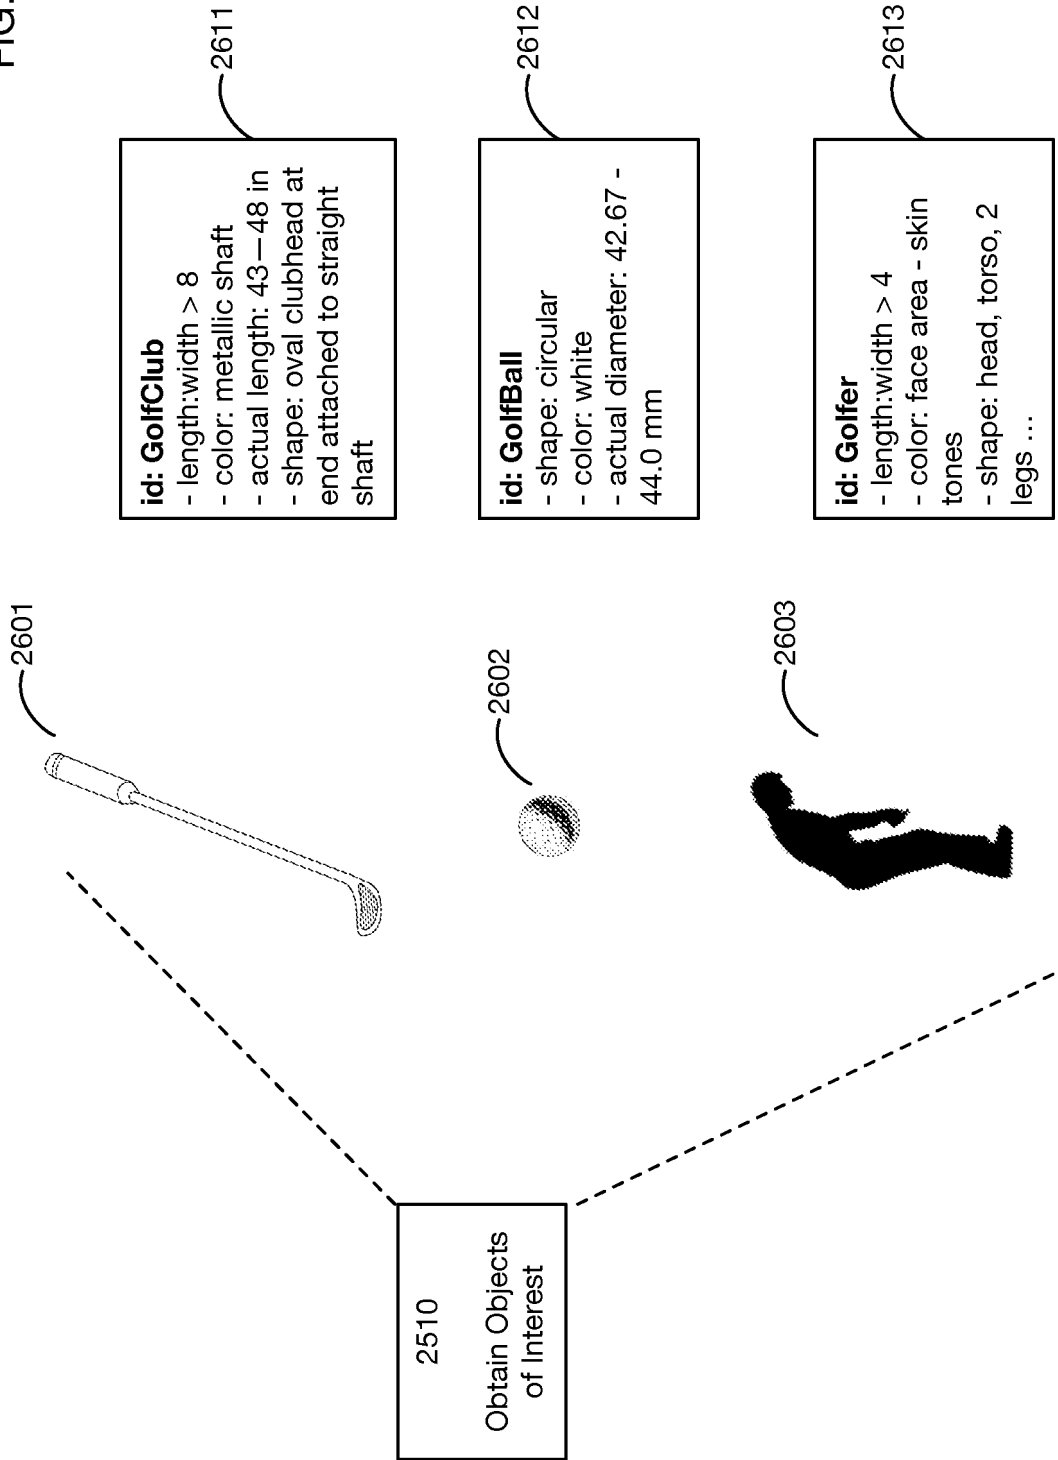 FIG.
2601
id: GolfClub
- length:width > 8
- color: metallic shaft
- actual length: 43—48 in
- shape: oval clubhead at
end attached to straight
shaft
2611
2510
Obtain Objects
of Interest
2602
id: GolfBall
- shape: circular
- color: white
- actual diameter: 42.67 -
44.0 mm
2612
2603
id: Golfer
- length:width > 4
- color: face area - skin
tones
- shape: head, torso, 2
legs ...
2613